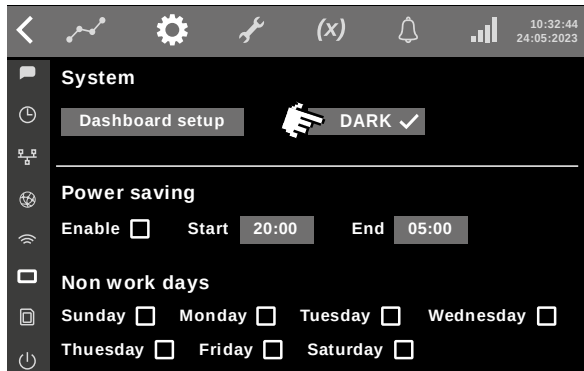 (x)
10:32:44
24:05:2023
System
Dashboard setup DARK
Power saving
Enable Start 20:00 End 05:00
Non work days
Sunday Monday Tuesday Wednesday
Thuesday Friday Saturday